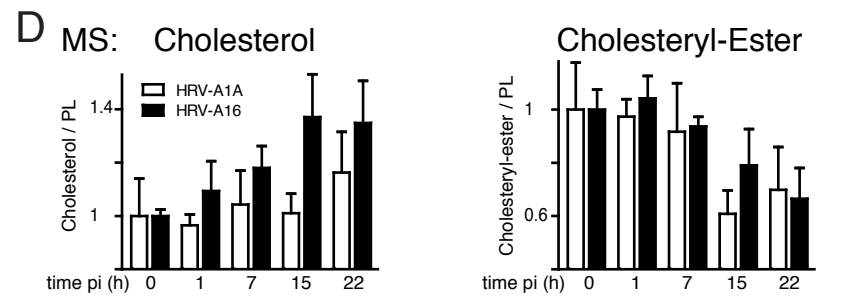 D
MS: Cholesterol
Cholesterol / PL
1.4
1
HRV-A1A
HRV-A16
time pi (h) 0 1 7 15 22
Cholesteryl-Ester
Cholesteryl-ester / PL
1
0.6
time pi (h) 0 1 7 15 22